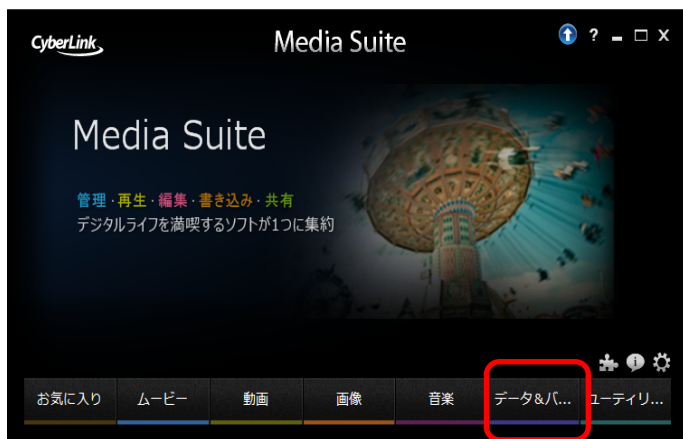 CyberLink
Media Suite
?
X
Media Suite
管理・再生・編集・書き込み・共有
デジタルライフを満喫するソフトが1つに集約
お気に入り
ムービー
動画
画像
音楽
データ&バ...
ユーティリ...